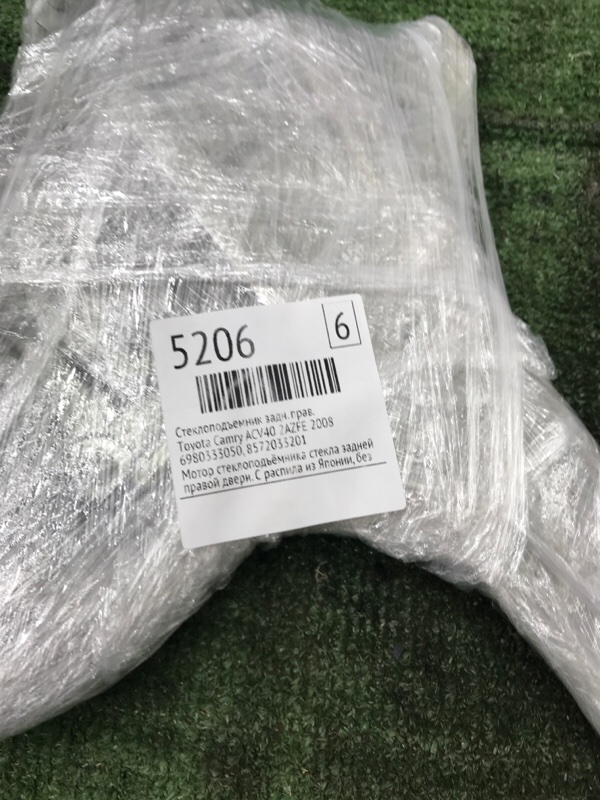 5206
6
Стеклоподъемник задн.прав.
Toyota Camry ACV40 2AZFE 2008
6980333050, 8572033201
Мотор стеклоподъёмника стекла задней
правой двери. С распила из Японии, без